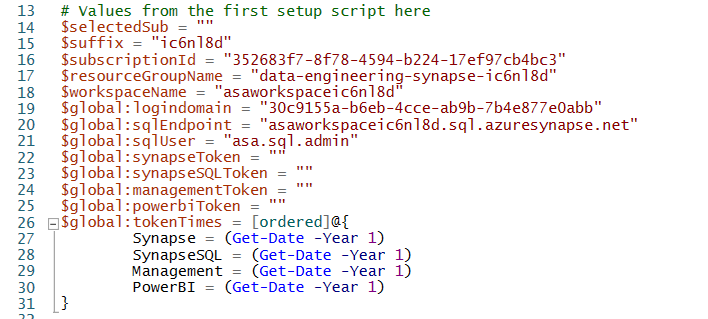 13 # Values from the first setup script here
14 $selectedSub = ""
15 $suffix = "ic6nl8d"
16 $subscriptionId = "352683f7-8f78-4594-b224-17ef97cb4bc3"
17 $resourceGroupName = "data-engineering-synapse-ic6nl8d"
18 $workspaceName = "asaworkspaceic6nl8d"
19 $global:logindomain = "30c9155a-b6eb-4cce-ab9b-7b4e877e0abb"
20 $global:sqlEndpoint = "asaworkspaceic6nl8d.sql.azuresynapse.net"
21 $global:sqlUser = "asa.sql.admin"
22 $global:synapseToken = ""
23 $global:synapseSQLToken = ""
24 $global:managementToken = ""
25 $global:powerbiToken = ""
26 $global:tokenTimes = [ordered]@{
27         Synapse = (Get-Date -Year 1)
28         SynapseSQL = (Get-Date -Year 1)
29         Management = (Get-Date -Year 1)
30         PowerBI = (Get-Date -Year 1)
31 }